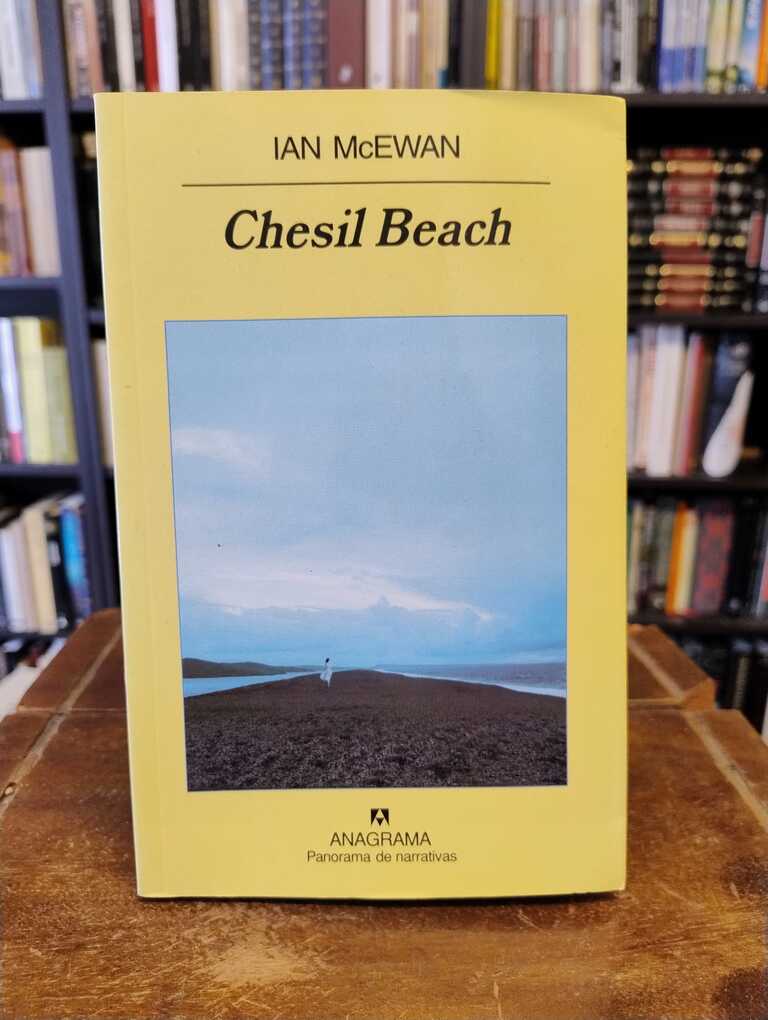 IAN McEWAN
Chesil Beach
ANAGRAMA
Panorama de narrativas